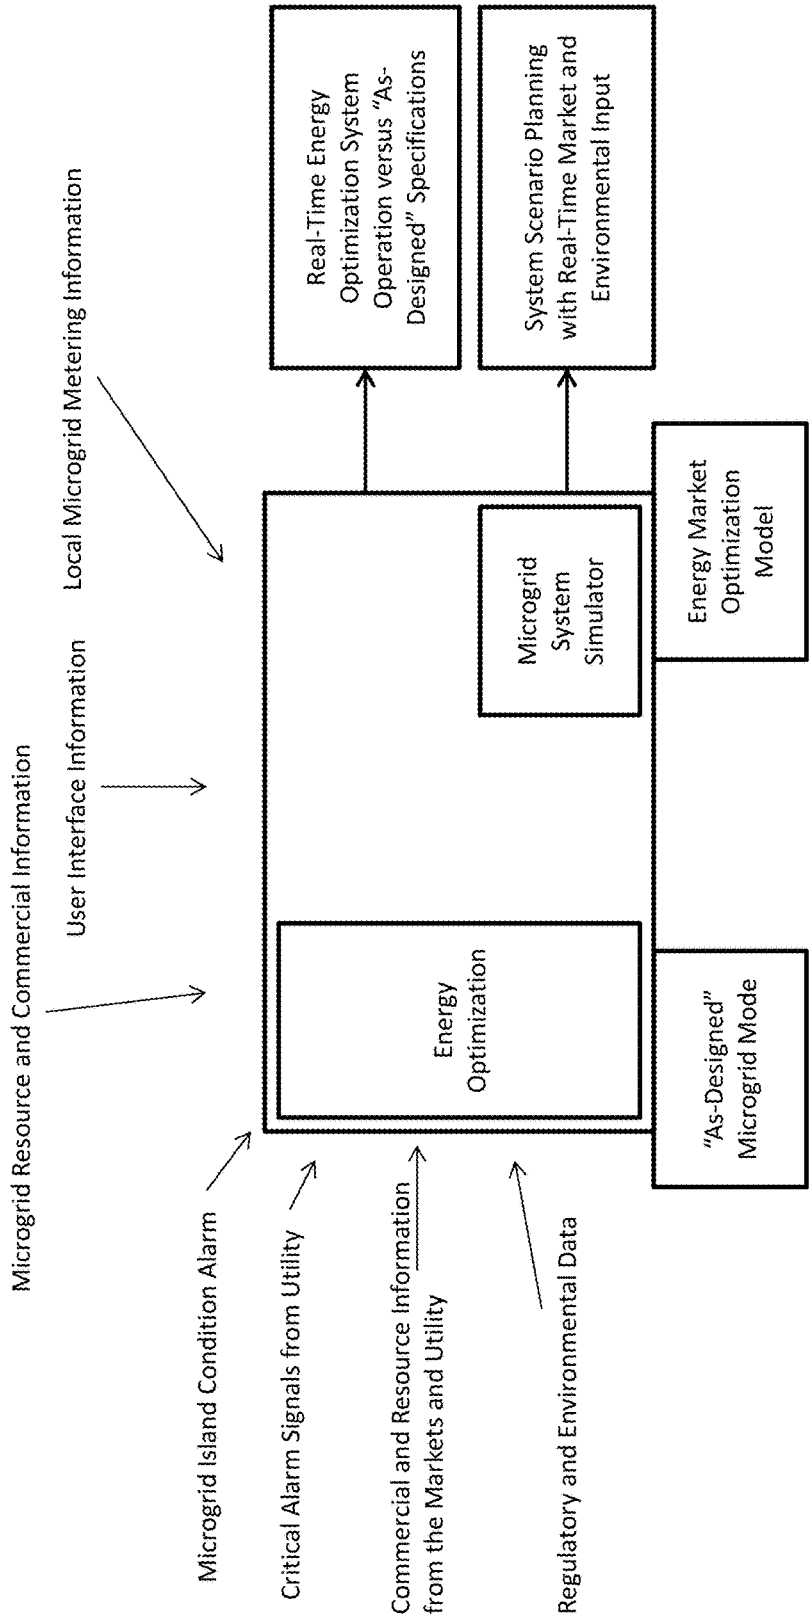 Microgrid Resource and Commercial Information
User Interface Information
Local Microgrid Metering Information
Microgrid Island Condition Alarm
Critical Alarm Signals from Utility
Commercial and Resource Information
from the Markets and Utility
Regulatory and Environmental Data
Energy
Optimization
Microgrid
System
Simulator
"As-Designed"
Microgrid Mode
Energy Market
Optimization
Model
Real-Time Energy
Optimization System
Operation versus "As-
Designed" Specifications
System Scenario Planning
with Real-Time Market and
Environmental Input